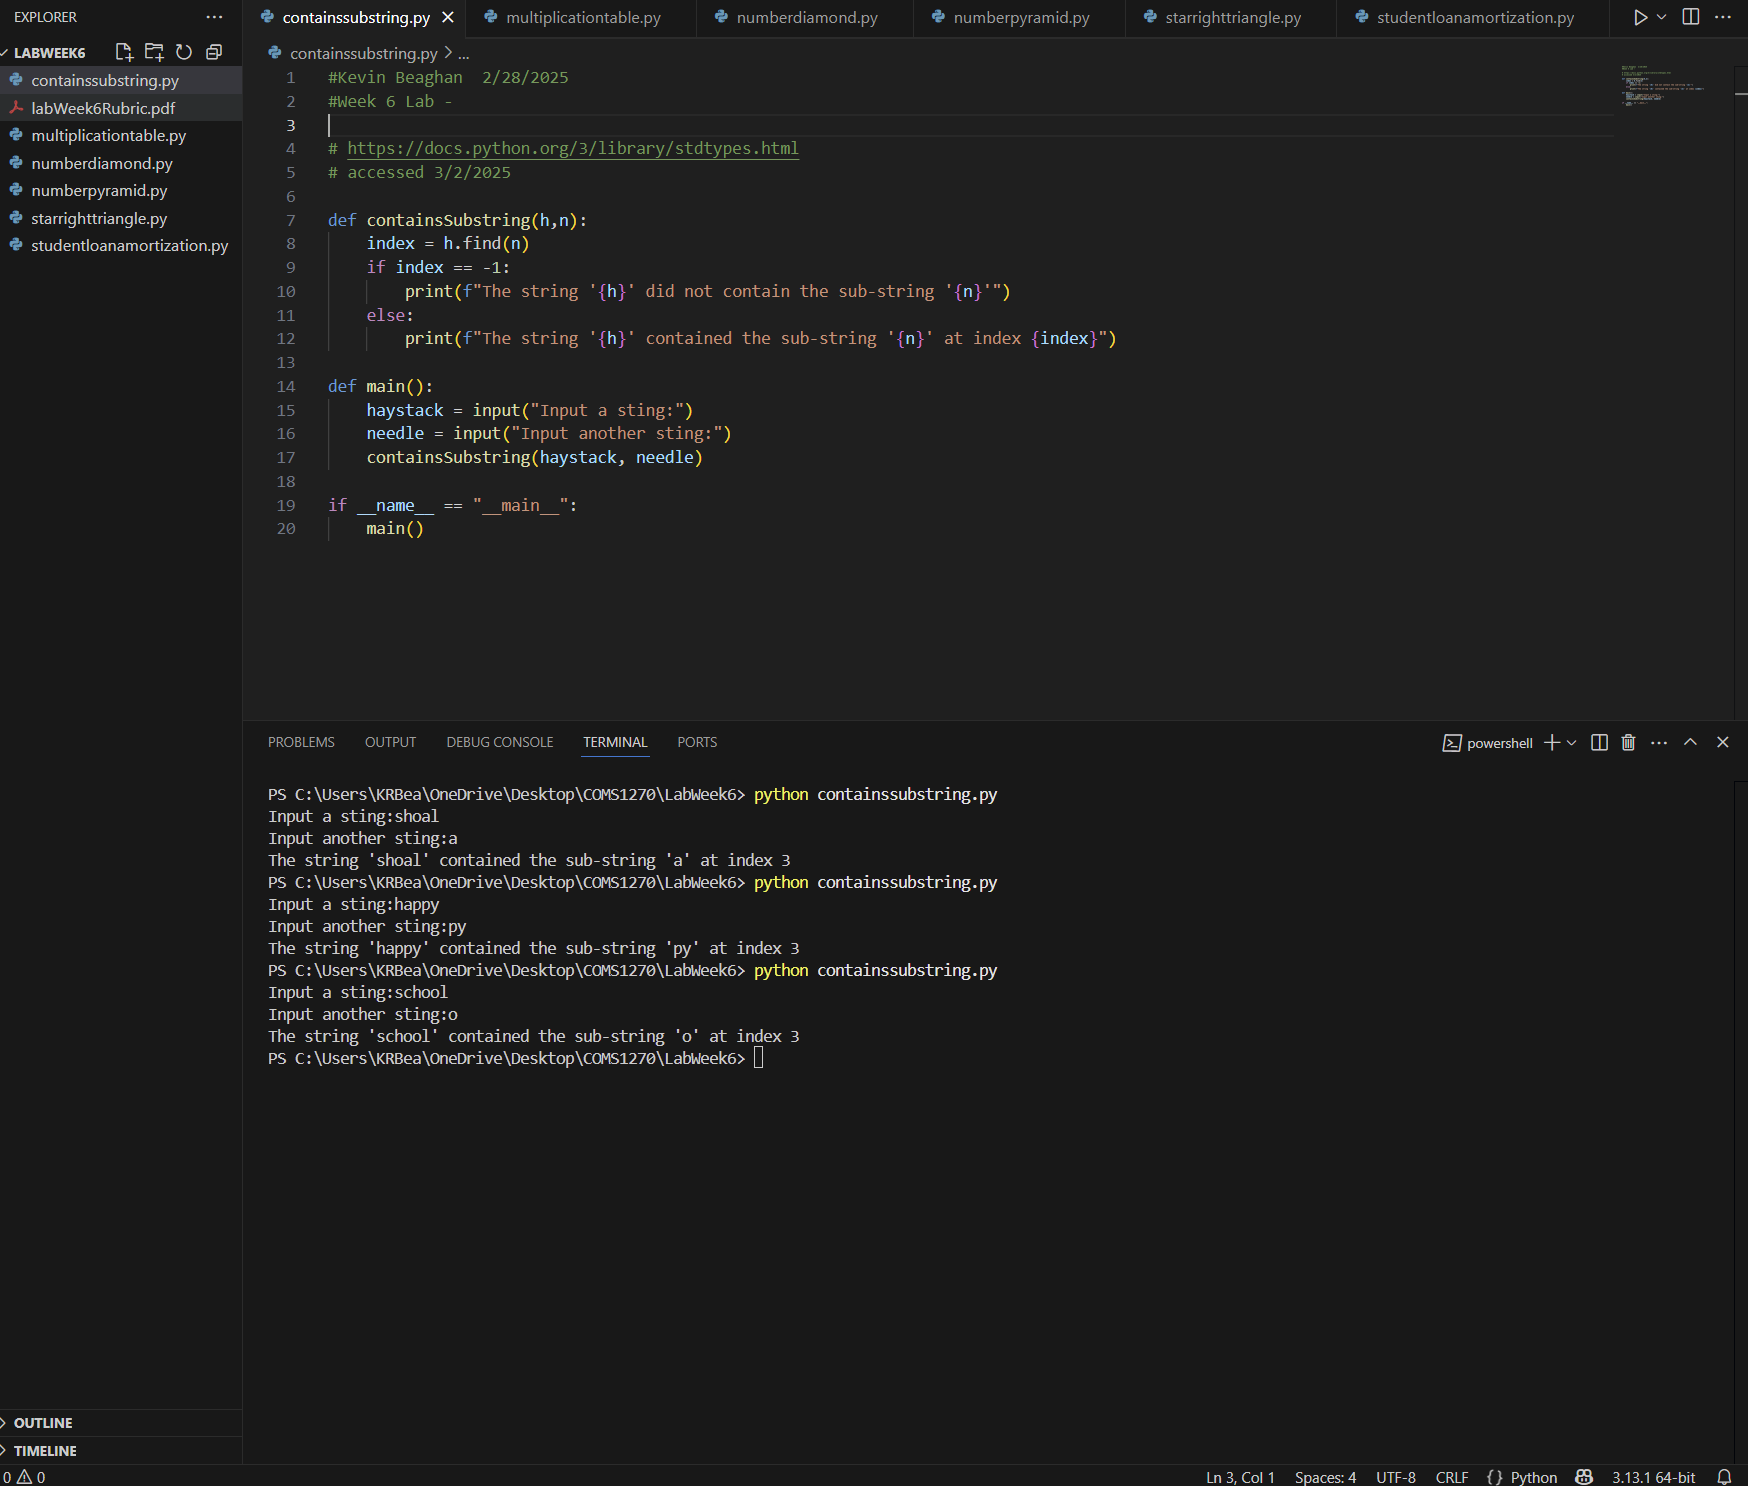 EXPLORER
LABWEEK6
containssubstring.py
labWeek6Rubric.pdf
multiplicationtable.py
numberdiamond.py
numberpyramid.py
starrighttriangle.py
studentloanamortization.py
OUTLINE
TIMELINE
containssubstring.py multiplicationtable.py numberdiamond.py numberpyramid.py starrighttriangle.py studentloanamortization.py
containssubstring.py > ...
1 #Kevin Beaghan  2/28/2025
2 #Week 6 Lab -
3
4 # https://docs.python.org/3/library/stdtypes.html
5 # accessed 3/2/2025
6
7 def containsSubstring(h,n):
8     index = h.find(n)
9     if index == -1:
10         print(f"The string '{h}' did not contain the sub-string '{n}'")
11     else:
12         print(f"The string '{h}' contained the sub-string '{n}' at index {index}")
13
14 def main():
15     haystack = input("Input a sting:")
16     needle = input("Input another sting:")
17     containsSubstring(haystack, needle)
18
19 if __name__ == "__main__":
20     main()
PROBLEMS OUTPUT DEBUG CONSOLE TERMINAL PORTS powershell
PS C:\Users\KRBea\OneDrive\Desktop\COMS1270\LabWeek6> python containssubstring.py
Input a sting:shoal
Input another sting:a
The string 'shoal' contained the sub-string 'a' at index 3
PS C:\Users\KRBea\OneDrive\Desktop\COMS1270\LabWeek6> python containssubstring.py
Input a sting:happy
Input another sting:py
The string 'happy' contained the sub-string 'py' at index 3
PS C:\Users\KRBea\OneDrive\Desktop\COMS1270\LabWeek6> python containssubstring.py
Input a sting:school
Input another sting:o
The string 'school' contained the sub-string 'o' at index 3
PS C:\Users\KRBea\OneDrive\Desktop\COMS1270\LabWeek6>
0 0 Ln 3, Col 1 Spaces: 4 UTF-8 CRLF {} Python 3.13.1 64-bit